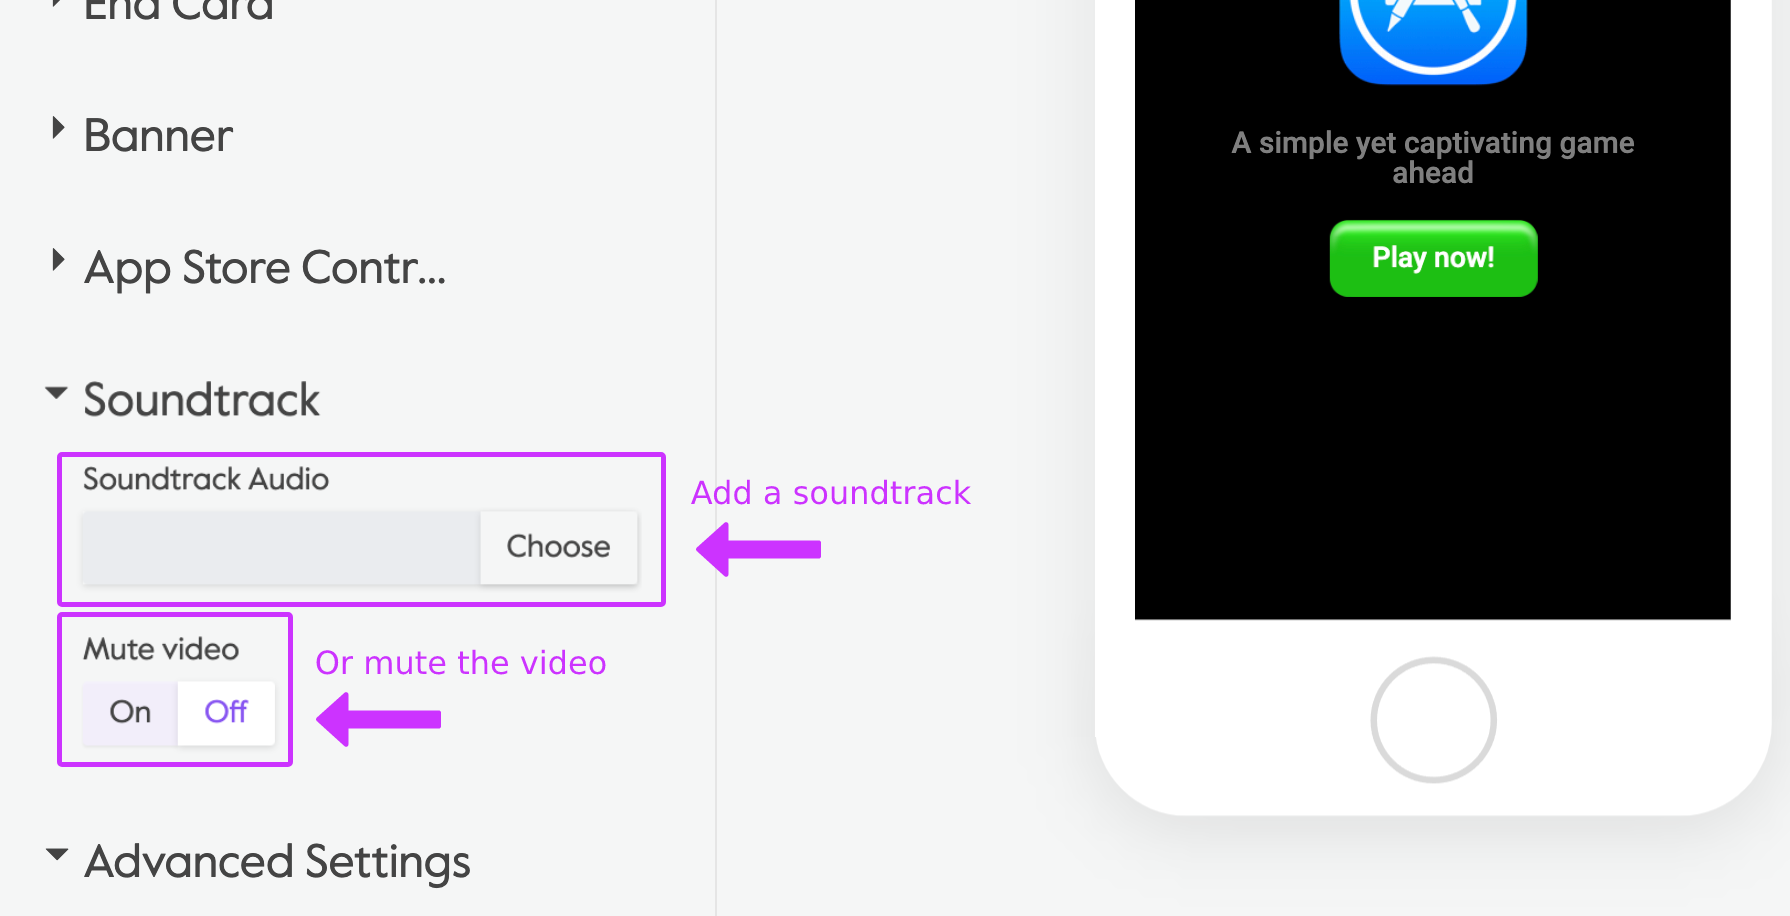 End Card
Banner
App Store Contr...
Soundtrack
Soundtrack Audio
Choose
Add a soundtrack
Mute video
On Off
Or mute the video
Advanced Settings
A simple yet captivating game
ahead
Play now!